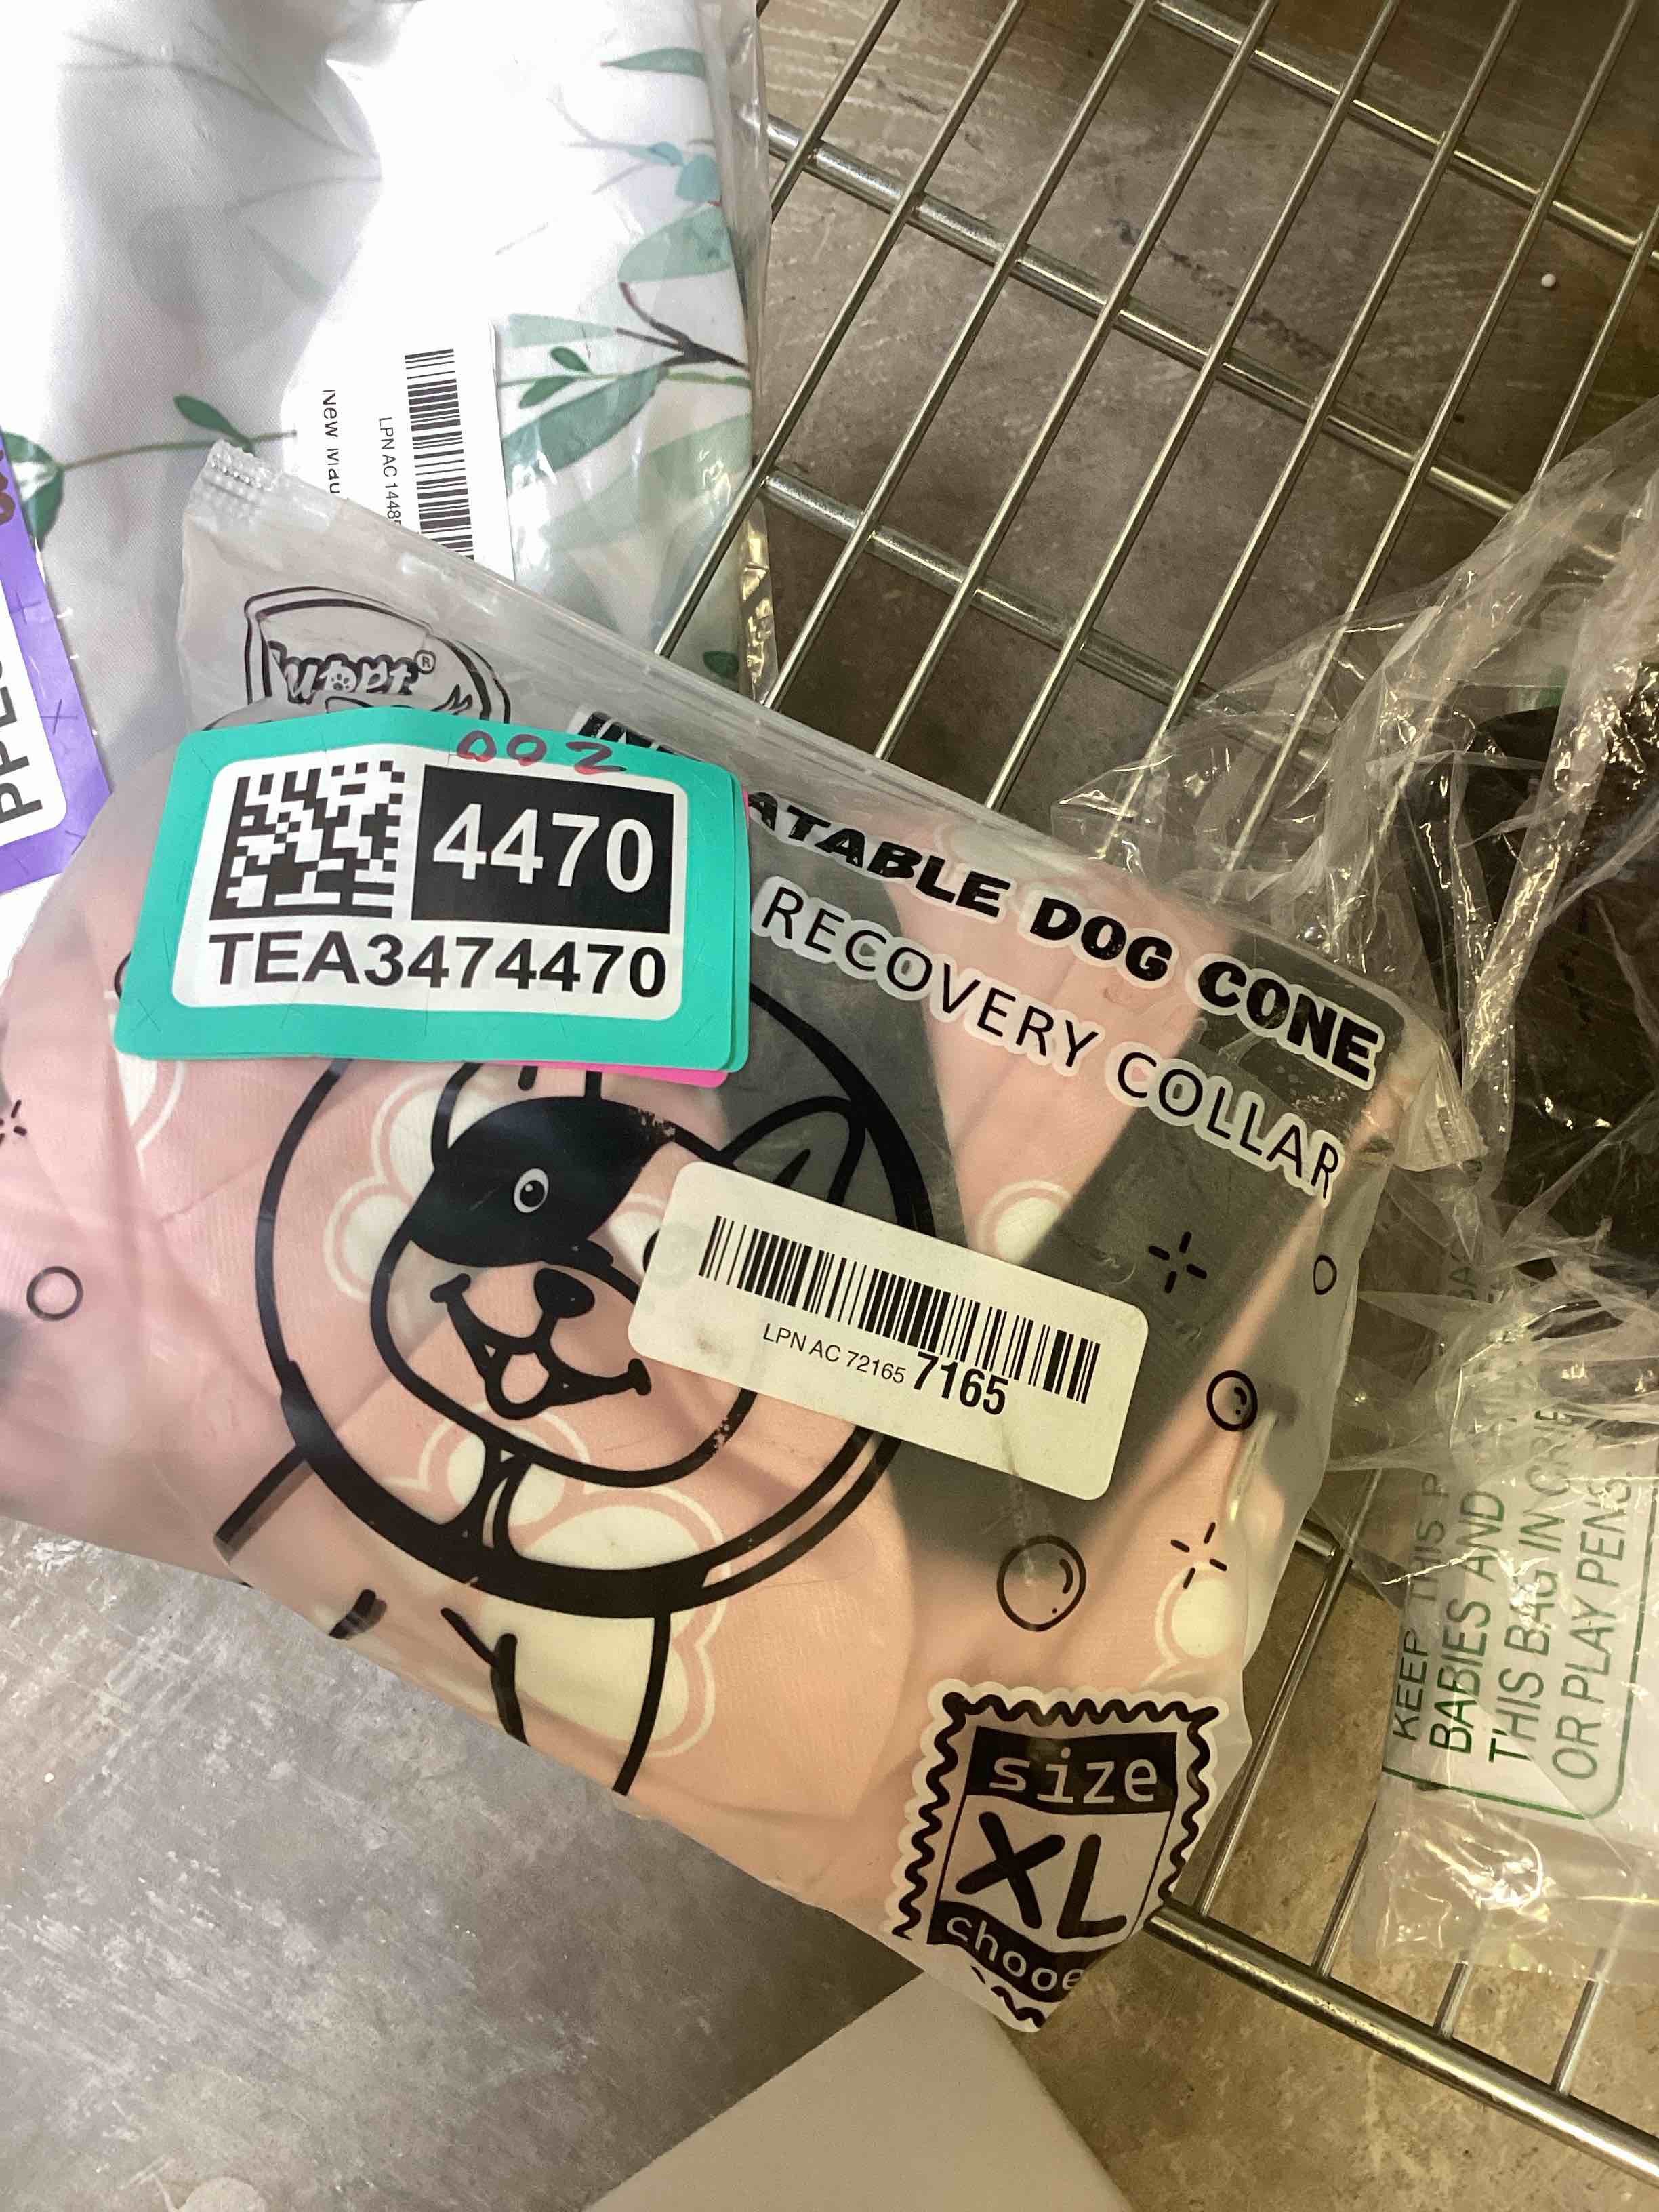 LPN AC 1448
002
4470
TEA3474470
ATABLE DOG CONE
RECOVERY COLLAR
LPN AC 72165 7165
size
XL
KEEP THIS
BABIES AND
THIS BAG IN
OR PLAY PENS.